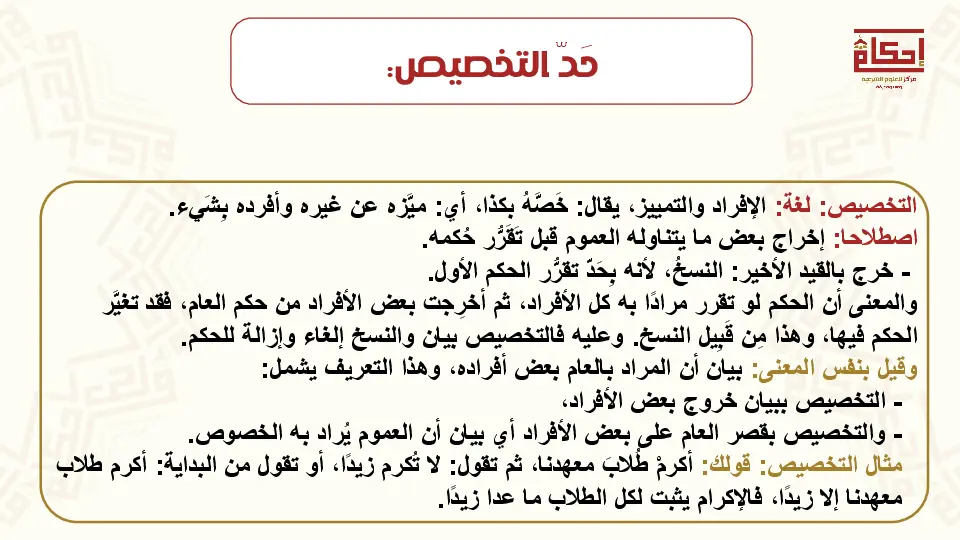 حَدّ التخصيص:
إحكام
مركز للعلوم الشرعية
التخصيص: لغة: الإفراد والتمييز، يقال: خَصَّهُ بكذا، أي: ميَّزه عن غيره وأفرده بِشَيء.
اصطلاحا: إخراج بعض ما يتناوله العموم قبل تَقَرُّر حُكمه.
- خرج بالقيد الأخير: النسخُ، لأنه بِحَدّ تقرُّر الحكم الأول.
والمعنى أن الحكم لو تقرر مرادًا به كل الأفراد، ثم أخرِجت بعض الأفراد من حكم العام، فقد تغيَّر
الحكم فيها، وهذا مِن قَبِيل النسخ. وعليه فالتخصيص بيان والنسخ إلغاء وإزالة للحكم.
وقيل بنفس المعنى: بيان أن المراد بالعام بعض أفراده، وهذا التعريف يشمل:
- التخصيص ببيان خروج بعض الأفراد،
- والتخصيص بقصر العام على بعض الأفراد أي بيان أن العموم يُراد به الخصوص.
مثال التخصيص: قولك: أكرمْ طُلابَ معهدنا، ثم تقول: لا تُكرم زيدًا، أو تقول من البداية: أكرم طلاب
معهدنا إلا زيدًا، فالإكرام يثبت لكل الطلاب ما عدا زيدًا.